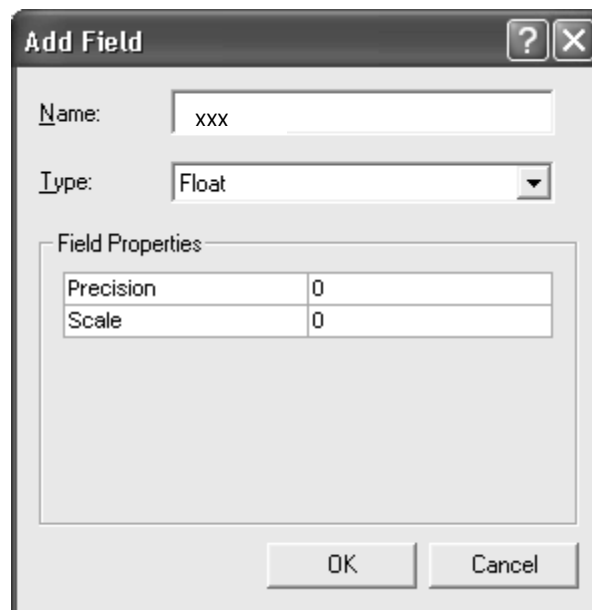 Add Field
Name: xxx
Type: Float
Field Properties
Precision 0
Scale 0
OK Cancel